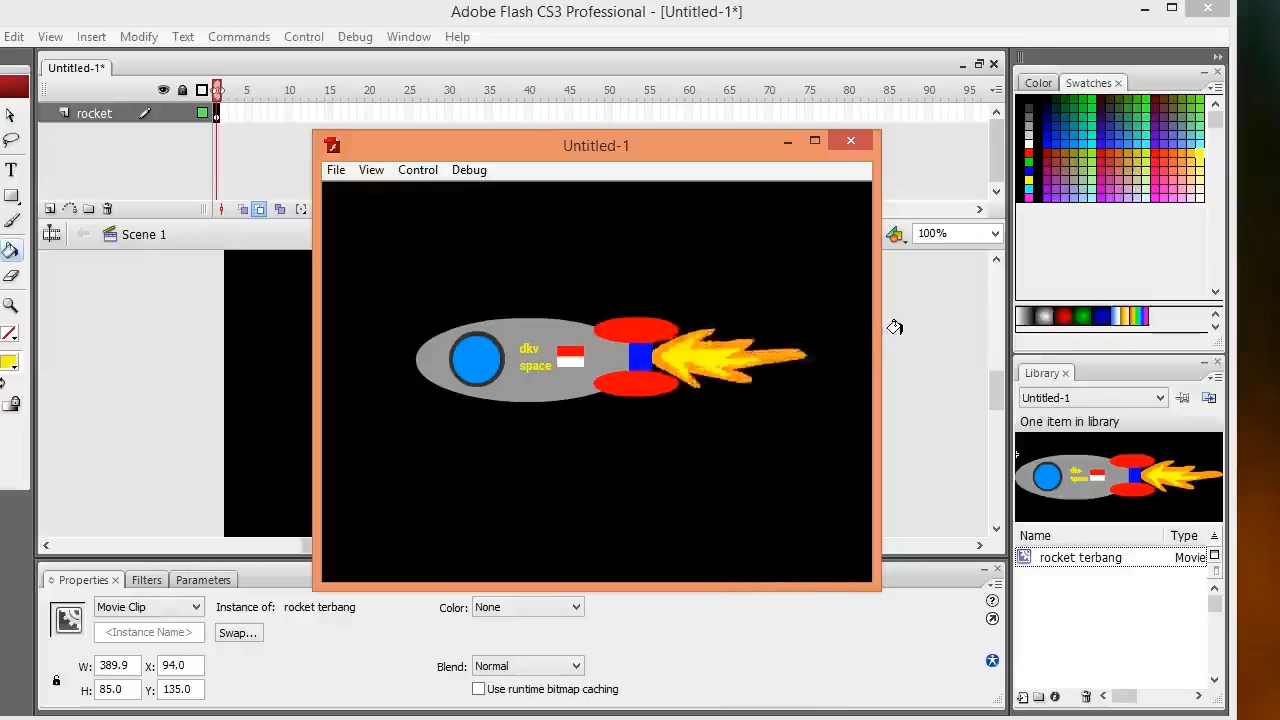 Adobe Flash CS3 Professional - [Untitled-1*]
Edit View Insert Modify Text Commands Control Debug Window Help
Untitled-1*
5 10 15 20 25 30 35 40 45 50 55 60 65 70 75 80 85 90 95
rocket
Scene 1
100%
Untitled-1
File View Control Debug
dkv
space
Color Swatches
Library
Untitled-1
One item in library
dkv
space
Name Type
rocket terbang Movie
Properties Filters Parameters
Movie Clip Instance of: rocket terbang Color: None
<Instance Name> Swap...
W: 389.9 X: 94.0 Blend: Normal
H: 85.0 Y: 135.0 Use runtime bitmap caching